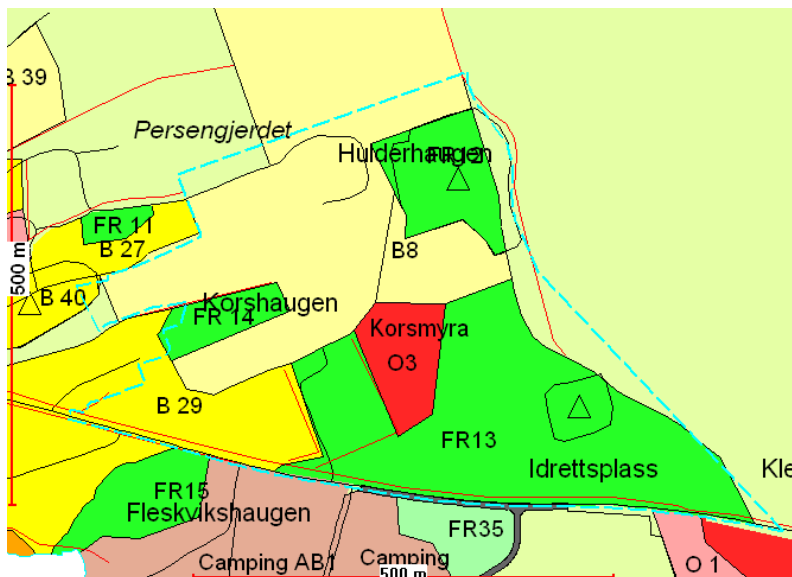 B 39
Persengjerdet
Hulderhaugen
FR12
FR 11
B 27
B8
500 m
B 40
Korshaugen
FR 14
Korsmyra
O3
B 29
FR13
Idrettsplass
Kle
FR15
Fleskvikshaugen
FR35
Camping AB1
Camping
O 1
500 m